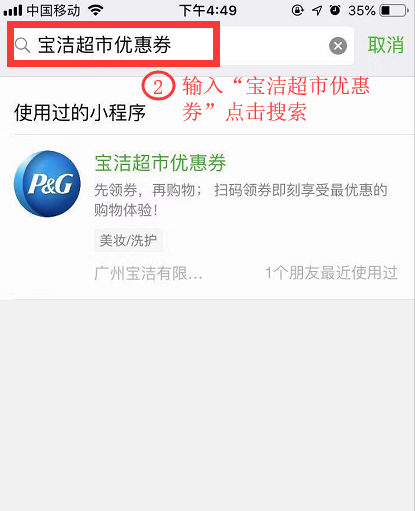 中国移动 下午4:49 35%
宝洁超市优惠券 取消
② 输入“宝洁超市优惠
券”点击搜索
使用过的小程序
P&G
宝洁超市优惠券
先领券，再购物； 扫码领券即刻享受最优惠的
购物体验！
美妆/洗护
广州宝洁有限... 1个朋友最近使用过